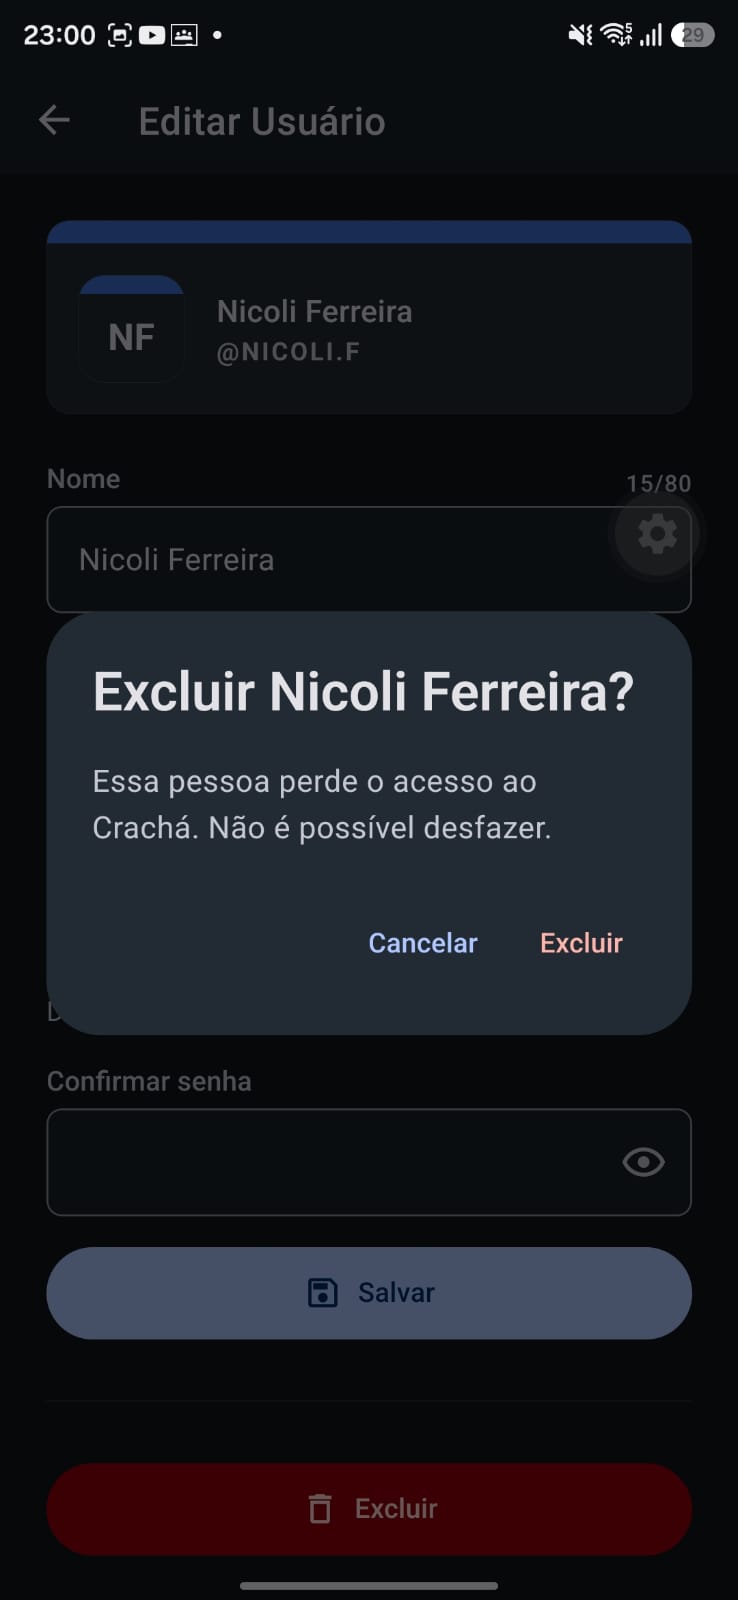 23:00
5
29
Editar Usuário
NF
Nicoli Ferreira
@NICOLI.F
Nome
15/80
Nicoli Ferreira
Excluir Nicoli Ferreira?
Essa pessoa perde o acesso ao
Crachá. Não é possível desfazer.
Cancelar
Excluir
Confirmar senha
Salvar
Excluir